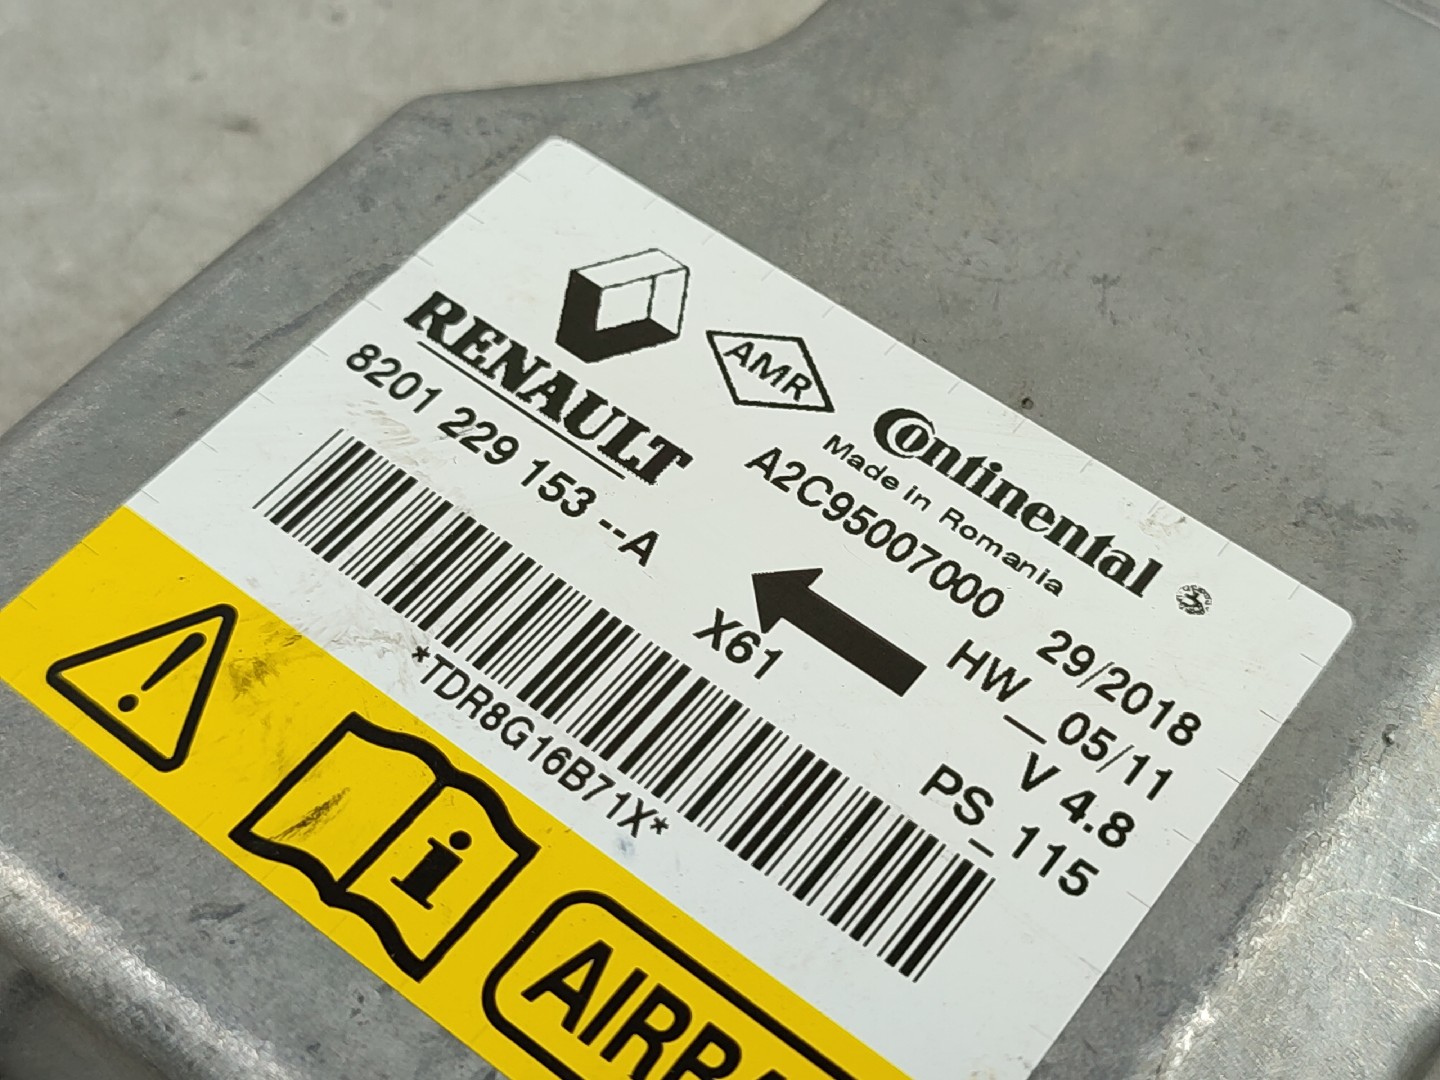 RENAULT
8201 229 153 --A
AMR
Continental
Made in Romania
A2C95007000
X61
29/2018
HW_05/11
V 4.8
PS_115
*TDR8G16B71X*
i